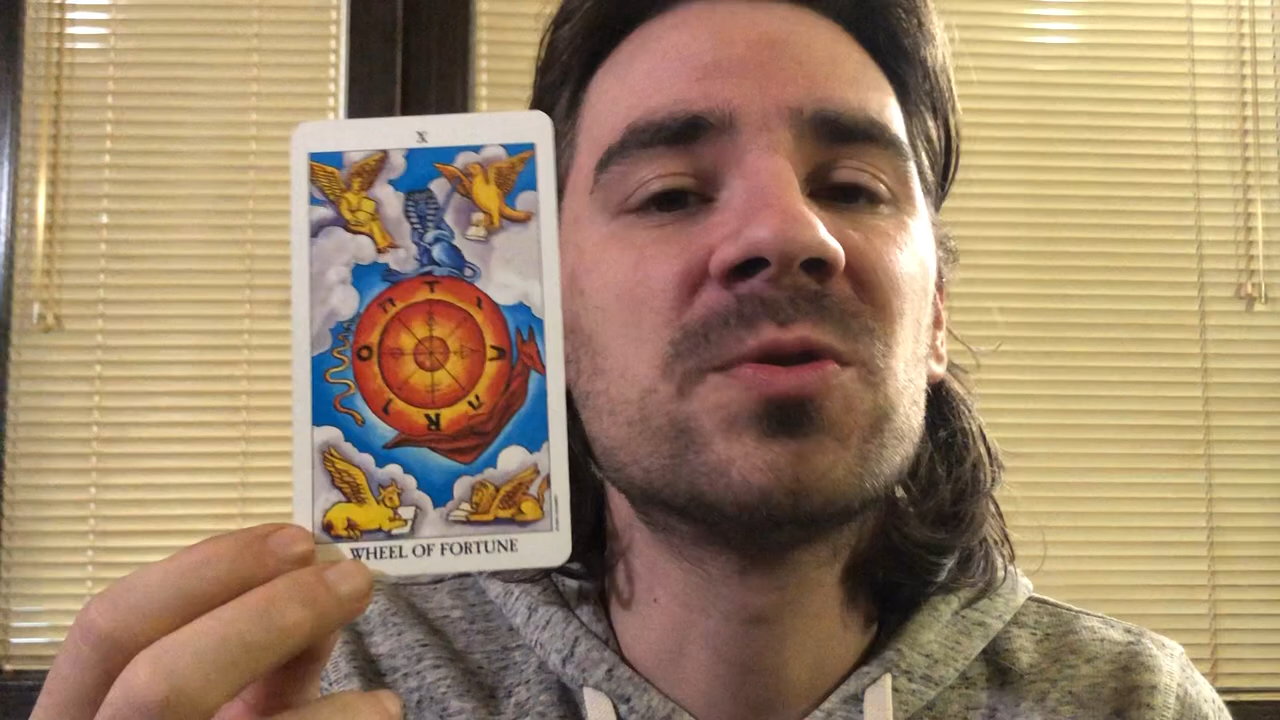 X
T י A ה R ו O ה
WHEEL OF FORTUNE